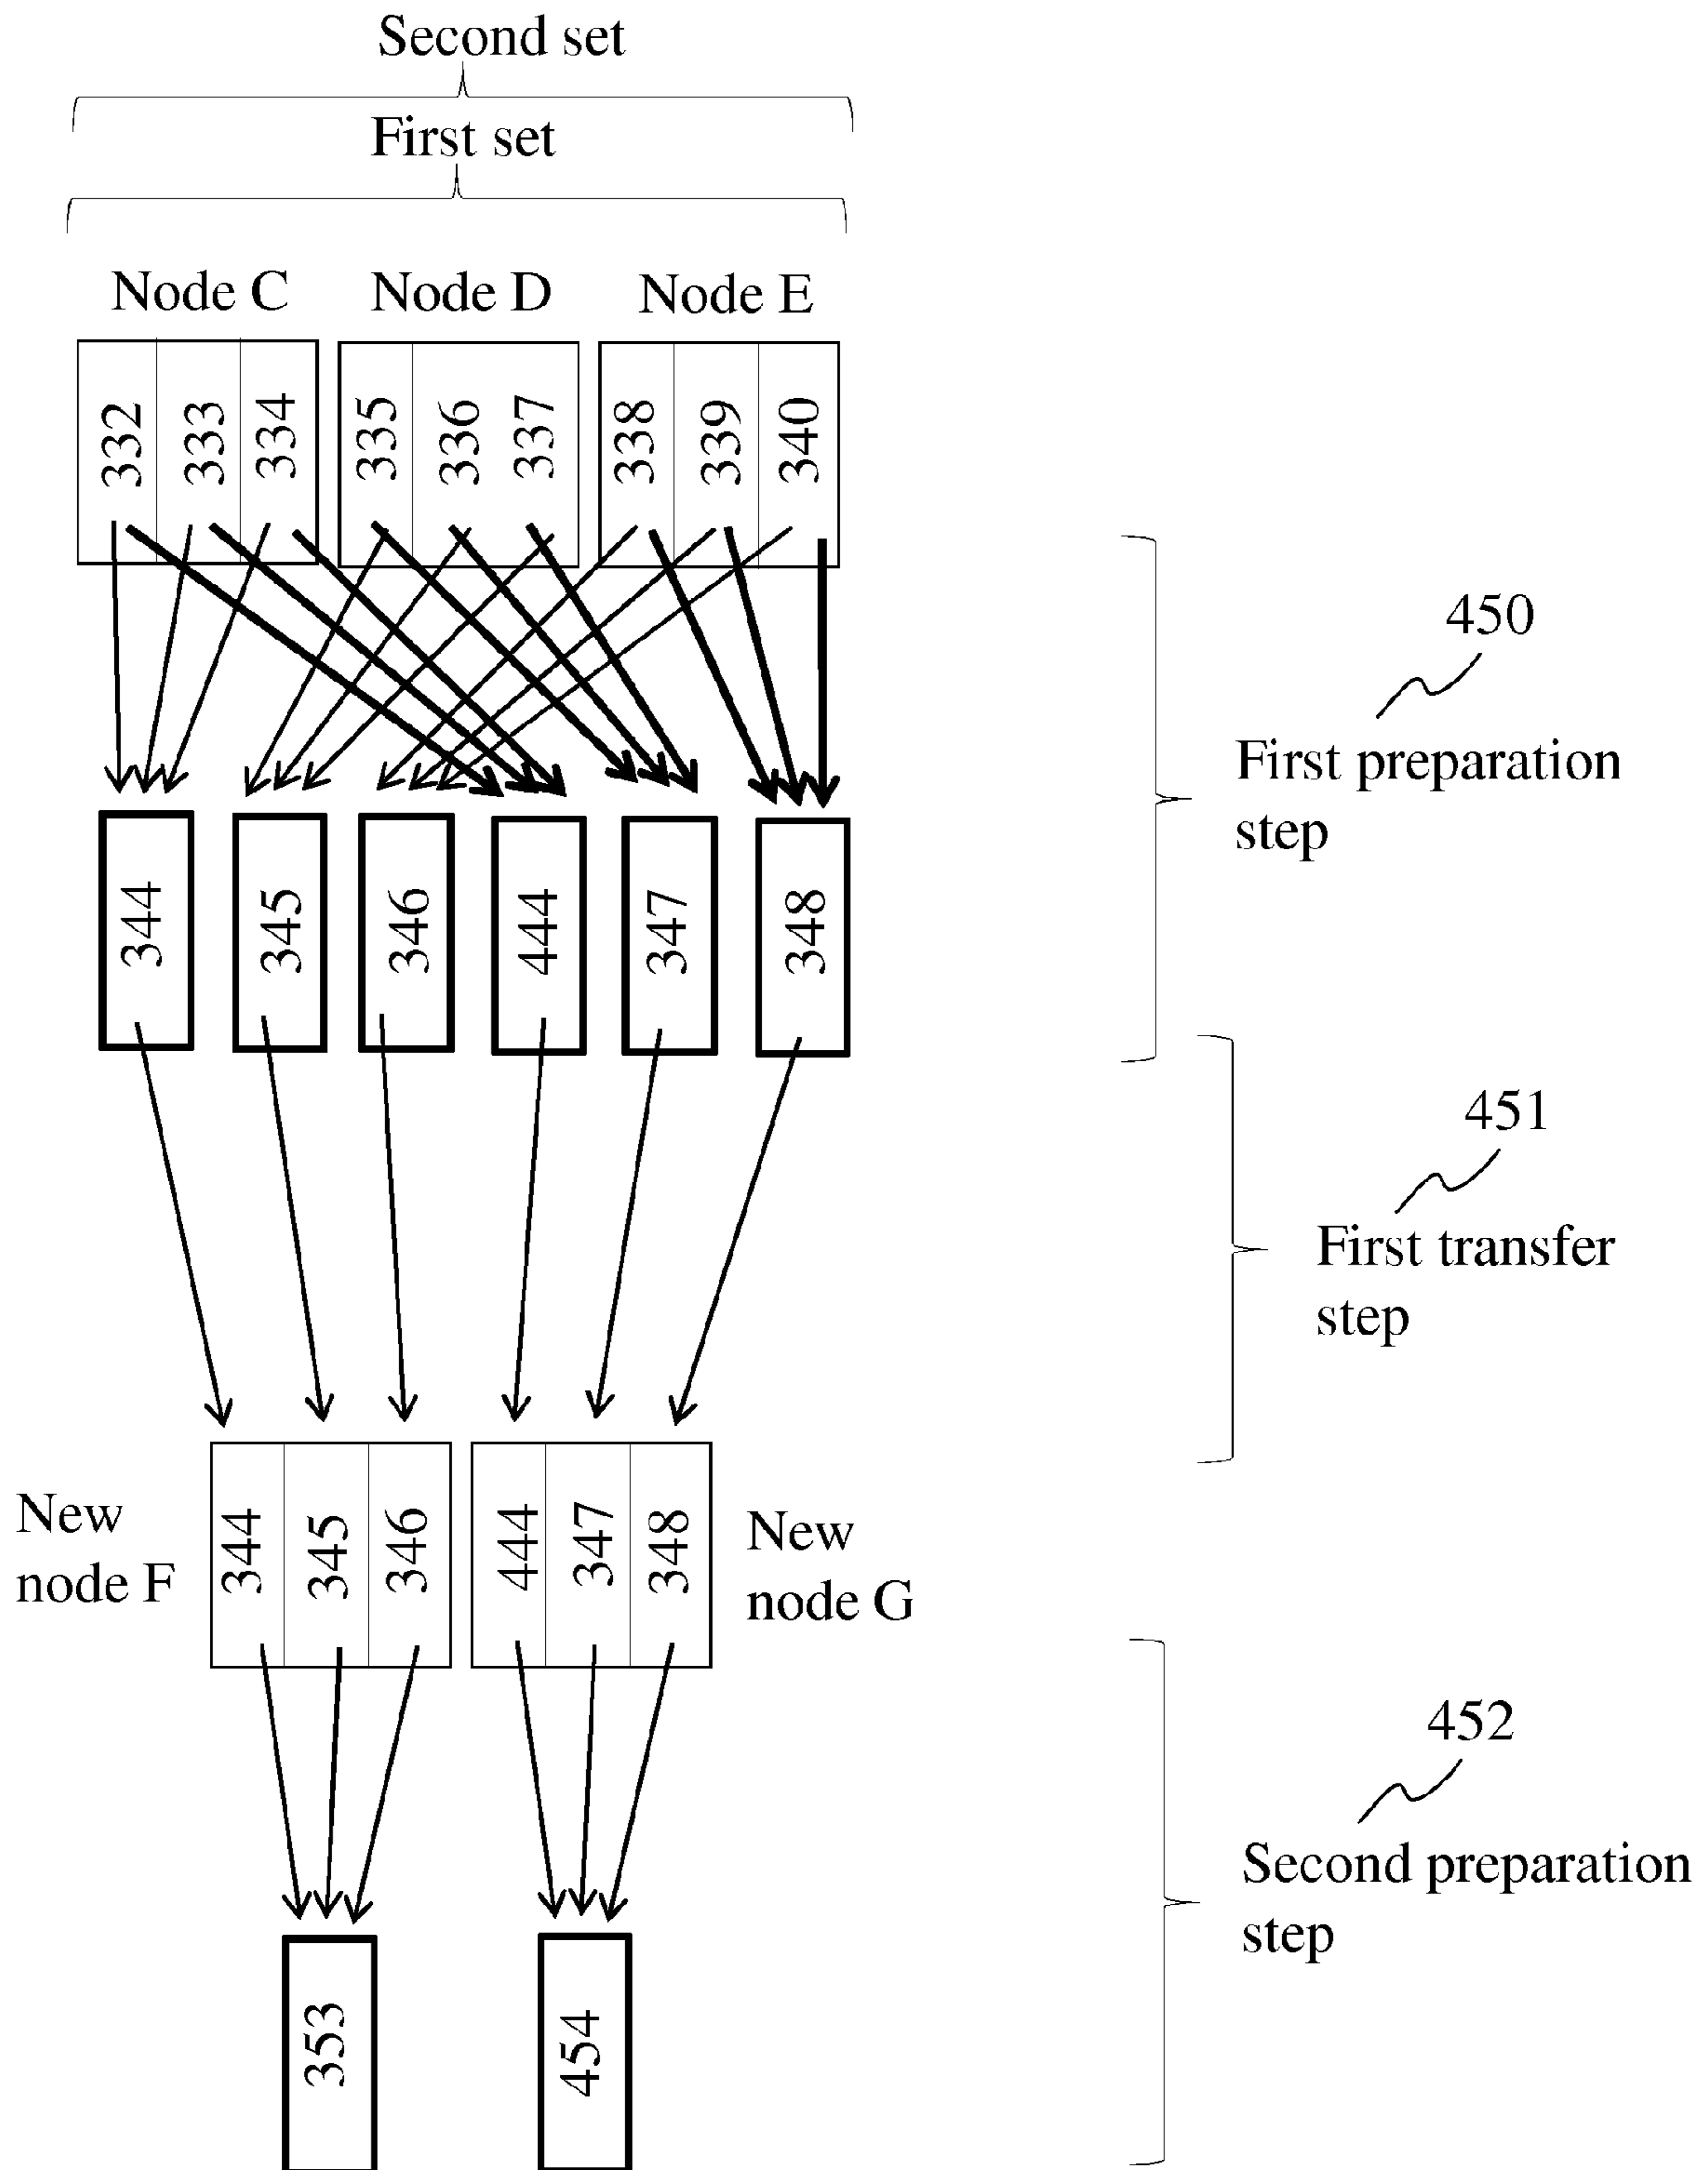 Second set
First set
Node C
Node D
Node E
332
333
334
335
336
337
338
339
340
450
First preparation
step
344
345
346
444
347
348
451
First transfer
step
New
node F
344
345
346
444
347
348
New
node G
452
Second preparation
step
353
454